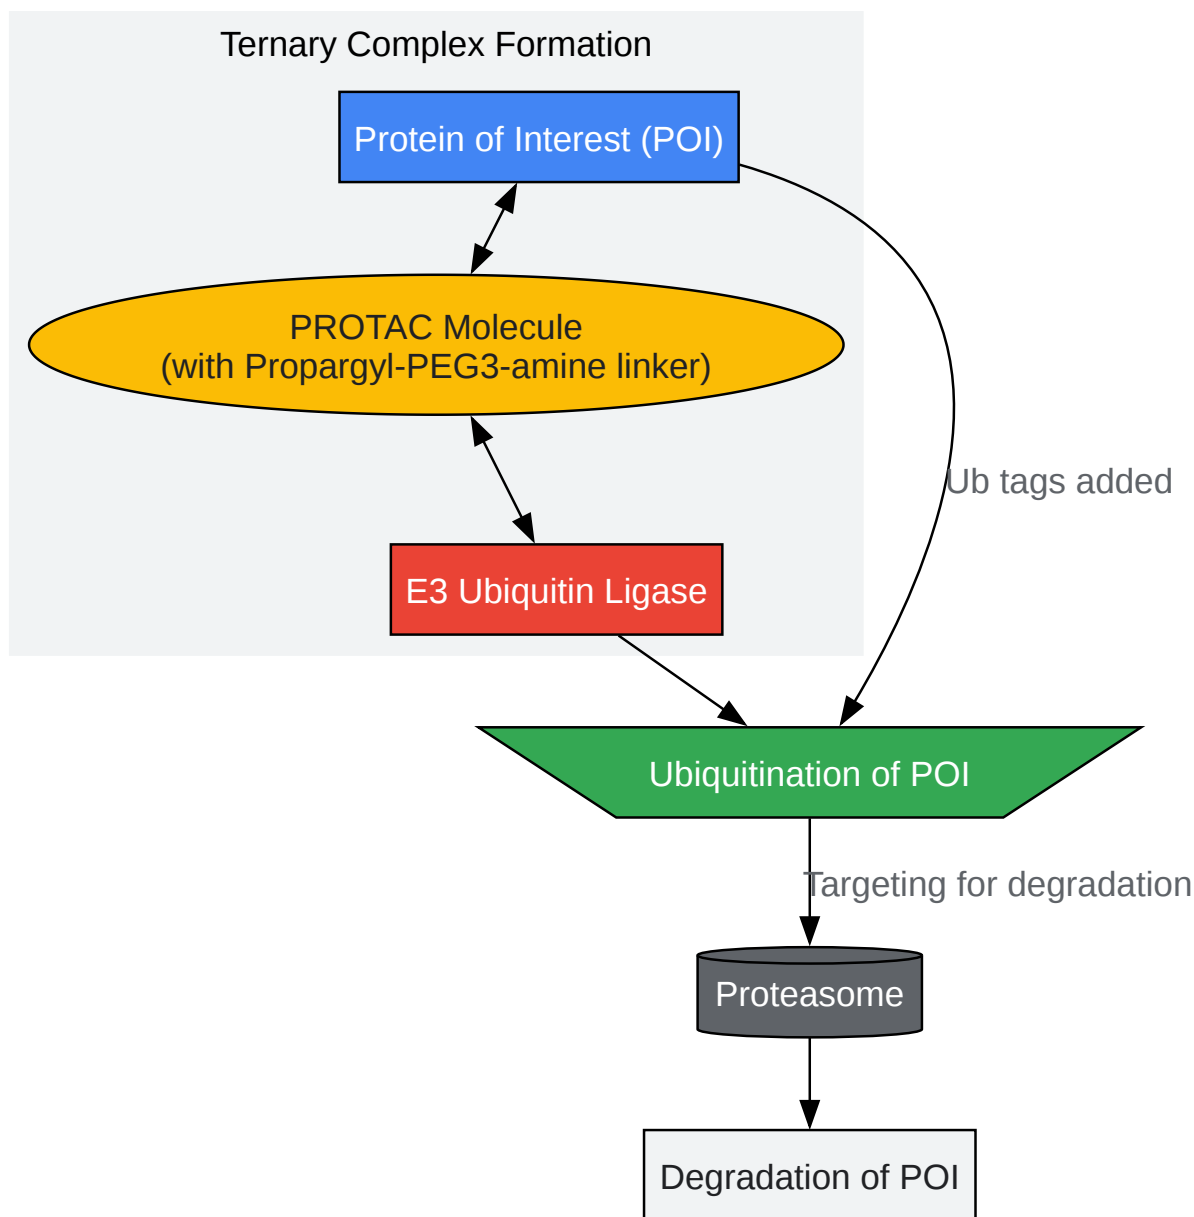 Ternary Complex Formation
Protein of Interest (POI)
PROTAC Molecule
(with Propargyl-PEG3-amine linker)
Ub tags added
E3 Ubiquitin Ligase
Ubiquitination of POI
Targeting for degradation
Proteasome
Degradation of POI